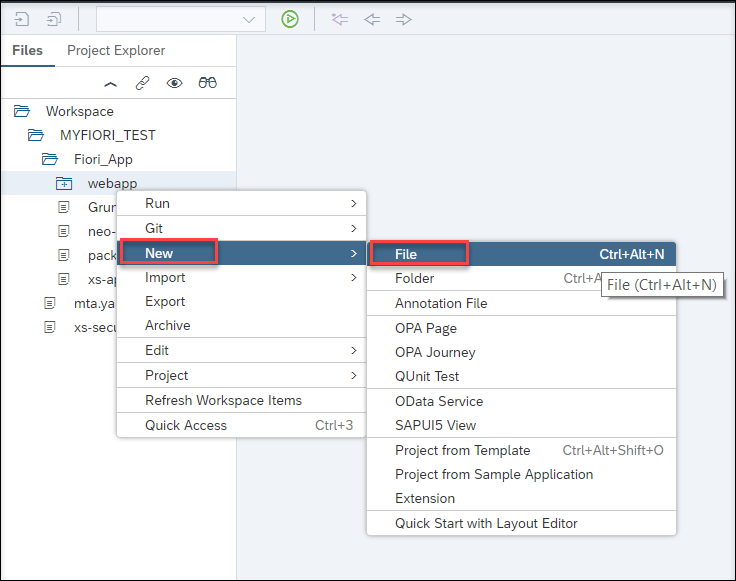 Files Project Explorer
Workspace
MYFIORI_TEST
Fiori_App
webapp
Grun
neo-
pack
xs-ap
mta.ya
xs-secu
Run
Git
New
Import
Export
Archive
Edit
Project
Refresh Workspace Items
Quick Access Ctrl+3
File Ctrl+Alt+N
Folder Ctrl+A
File (Ctrl+Alt+N)
Annotation File
OPA Page
OPA Journey
QUnit Test
OData Service
SAPUI5 View
Project from Template Ctrl+Alt+Shift+O
Project from Sample Application
Extension
Quick Start with Layout Editor